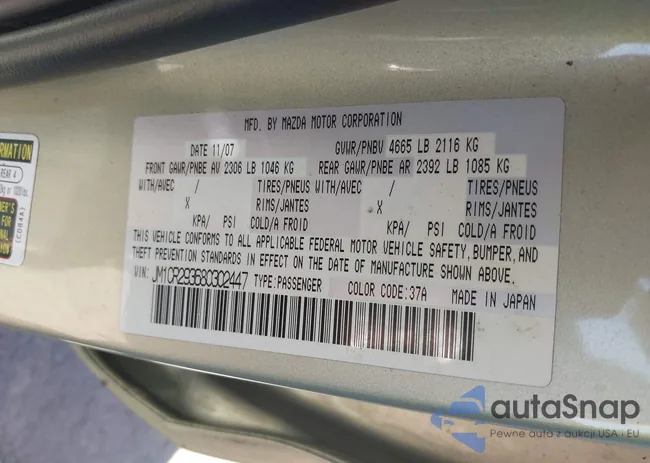 MFD. BY MAZDA MOTOR CORPORATION
DATE 11/07 GVWR/PNBV 4665 LB 2116 KG
FRONT GAWR/PNBE AV 2306 LB 1046 KG REAR GAWR/PNBE AR 2392 LB 1085 KG
WITH/AVEC / TIRES/PNEUS WITH/AVEC / TIRES/PNEUS
X RIMS/JANTES X RIMS/JANTES
KPA/ PSI COLD/A FROID KPA/ PSI COLD/A FROID
THIS VEHICLE CONFORMS TO ALL APPLICABLE FEDERAL MOTOR VEHICLE SAFETY, BUMPER, AND
THEFT PREVENTION STANDARDS IN EFFECT ON THE DATE OF MANUFACTURE SHOWN ABOVE.
VIN: JM1CR293680302447 TYPE:PASSENGER COLOR CODE:37A MADE IN JAPAN
REAR 4
(C0B4A)
autaSnap
Pewne auta z aukcji USA i EU